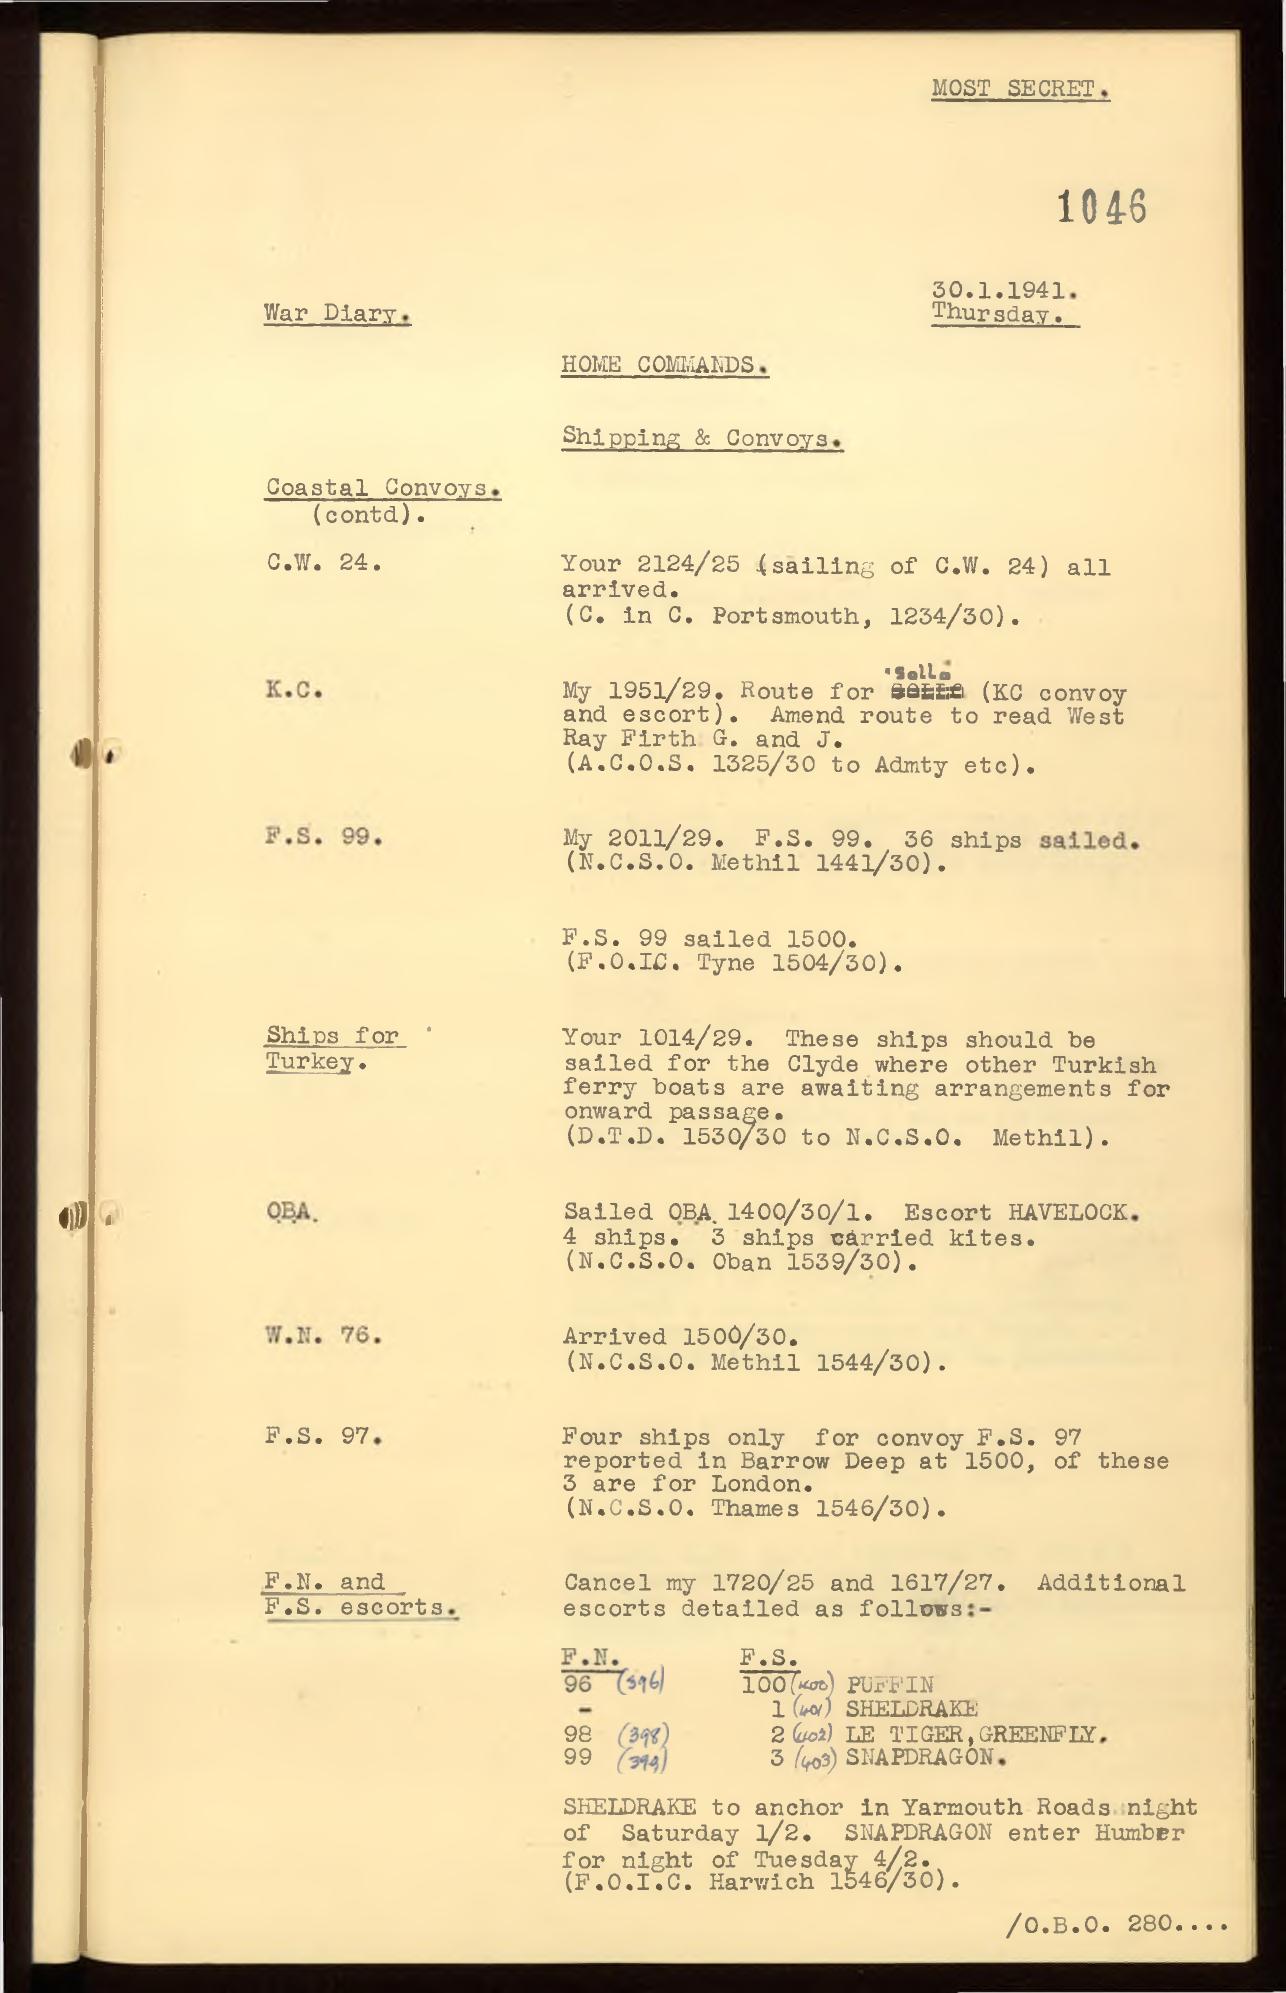 MOST SECRET.
1046
30.1.1941.
War Diary.
Thursday.
HOME COMMANDS.
Shipping & Convoys.
Coastal Convoys.
(contd).
C.W. 24.
Your 2124/25 (sailing of C.W. 24) all
arrived.
(C. in C. Portsmouth, 1234/30).
K.C.
'Sollo
My 1951/29. Route for (KC convoy
and escort). Amend route to read West
Ray Firth G. and J.
(A.C.O.S. 1325/30 to Admty etc).
F.S. 99.
My 2011/29. F.S. 99. 36 ships sailed.
(N.C.S.O. Methil 1441/30).
F.S. 99 sailed 1500.
(F.O.IC. Tyne 1504/30).
Ships for
Turkey.
Your 1014/29. These ships should be
sailed for the Clyde where other Turkish
ferry boats are awaiting arrangements for
onward passage.
(D.T.D. 1530/30 to N.C.S.O. Methil).
O.B.A.
Sailed O.B.A. 1400/30/1. Escort HAVELOCK.
4 ships. 3 ships carried kites.
(N.C.S.O. Oban 1539/30).
W.N. 76.
Arrived 1500/30.
(N.C.S.O. Methil 1544/30).
F.S. 97.
Four ships only for convoy F.S. 97
reported in Barrow Deep at 1500, of these
3 are for London.
(N.C.S.O. Thames 1546/30).
F.N. and
F.S. escorts.
Cancel my 1720/25 and 1617/27. Additional
escorts detailed as follows:-
F.N. F.S.
96 (396) 100 (400) PUFFIN
- 1 (401) SHELDRAKE
98 (398) 2 (402) LE TIGER, GREENFLY.
99 (399) 3 (403) SNAPDRAGON.
SHELDRAKE to anchor in Yarmouth Roads night
of Saturday 1/2. SNAPDRAGON enter Humber
for night of Tuesday 4/2.
(F.O.I.C. Harwich 1546/30).
/O.B.O. 280....